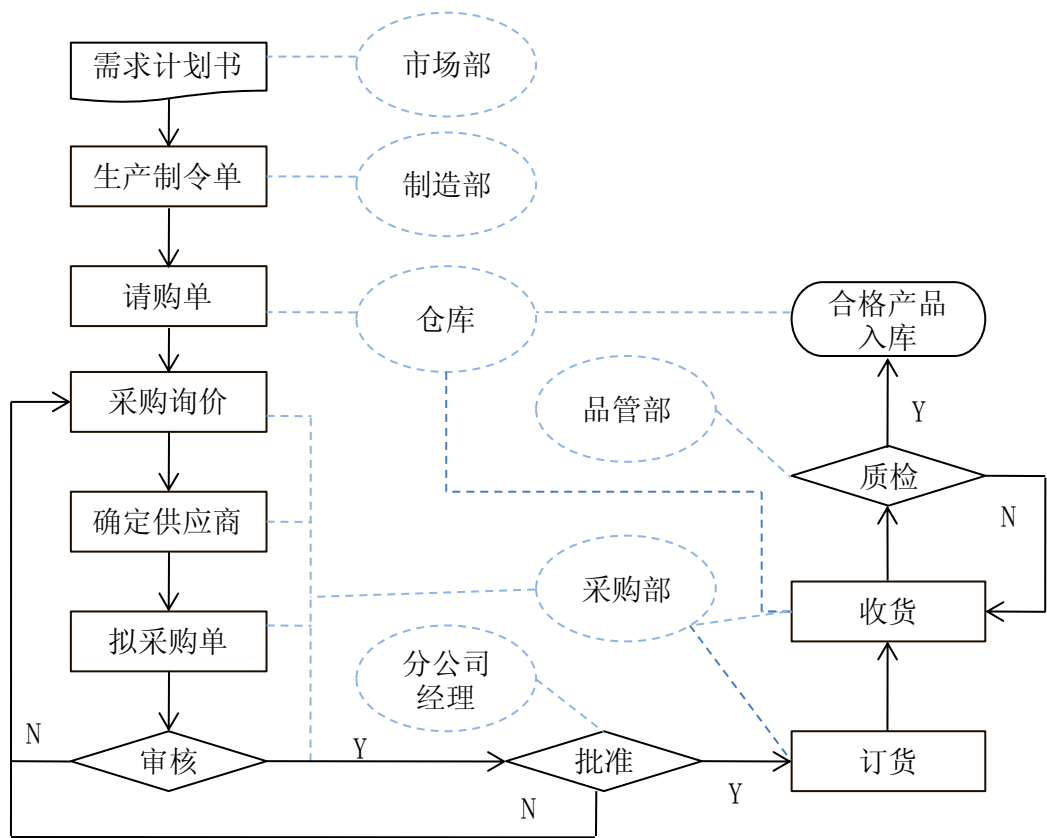 需求计划书
市场部
生产制令单
制造部
请购单
仓库
合格产品
入库
采购询价
品管部
Y
质检
N
确定供应商
采购部
收货
拟采购单
分公司
经理
N
审核
Y
批准
Y
订货
N